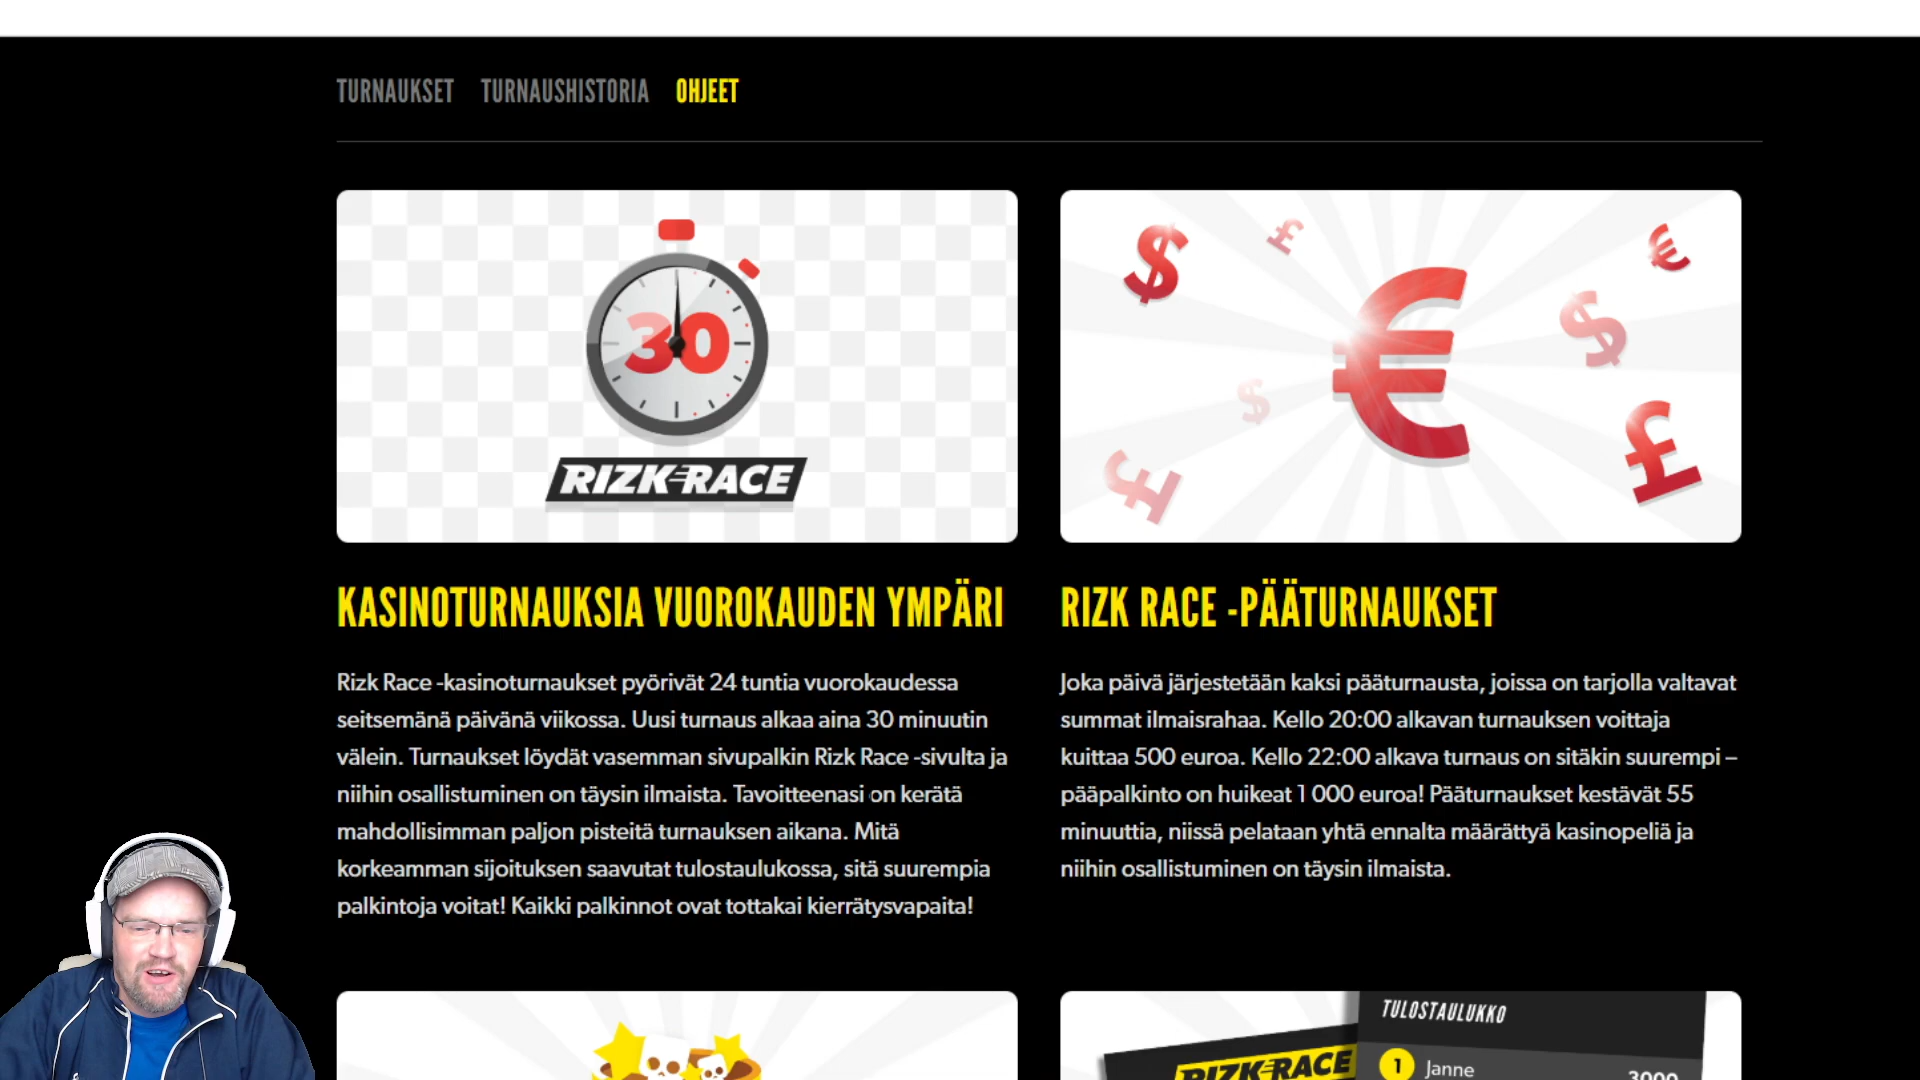 TURNAUKSET TURNAUSHISTORIA OHJEET
30
RIZK RACE
KASINOTURNAUKSIA VUOROKAUDEN YMPÄRI
Rizk Race -kasinoturnaukset pyörivät 24 tuntia vuorokaudessa
seitsemänä päivänä viikossa. Uusi turnaus alkaa aina 30 minuutin
välein. Turnaukset löydät vasemman sivupalkin Rizk Race -sivulta ja
niihin osallistuminen on täysin ilmaista. Tavoitteenasi on kerätä
mahdollisimman paljon pisteitä turnauksen aikana. Mitä
korkeamman sijoituksen saavutat tulostaulukossa, sitä suurempia
palkintoja voitat! Kaikki palkinnot ovat tottakai kierrätysvapaita!
$ £ €
€ $
$ £
£
RIZK RACE -PÄÄTURNAUKSET
Joka päivä järjestetään kaksi pääturnausta, joissa on tarjolla valtavat
summat ilmaisrahaa. Kello 20:00 alkavan turnauksen voittaja
kuittaa 500 euroa. Kello 22:00 alkava turnaus on sitäkin suurempi –
pääpalkinto on huikeat 1 000 euroa! Pääturnaukset kestävät 55
minuuttia, niissä pelataan yhtä ennalta määrättyä kasinopeliä ja
niihin osallistuminen on täysin ilmaista.
TULOSTAULUKKO
RIZK RACE
1 Janne 3000